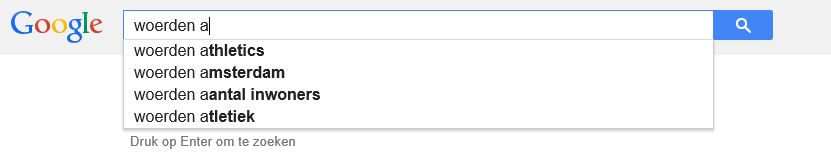 Google woerden a
woerden athletics
woerden amsterdam
woerden aantal inwoners
woerden atletiek
Druk op Enter om te zoeken